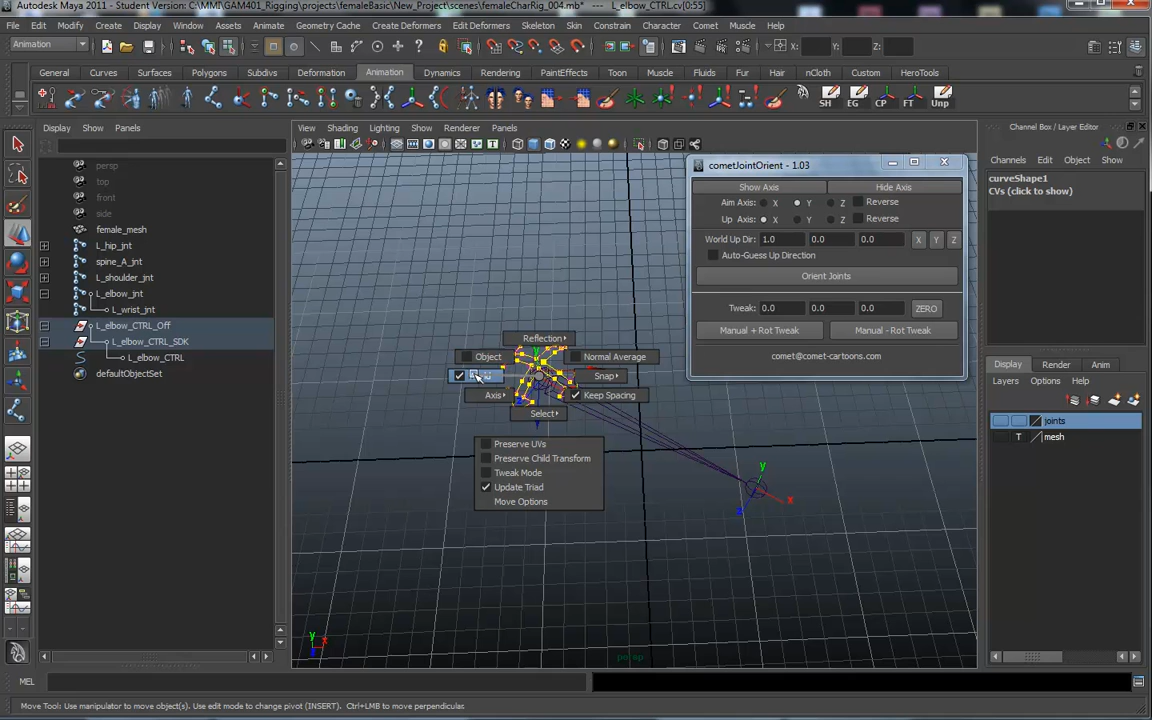 Autodesk Maya 2011 - Student Version: C:\MMI\GAM401_Rigging\projects\femaleBasic\New_Project\scenes\femaleCharRig_004.mb* --- L_elbow_CTRL.cv[0:55]
File Edit Modify Create Display Window Assets Animate Geometry Cache Create Deformers Edit Deformers Skeleton Skin Constrain Character Comet Muscle Help
Animation X: Y: Z:
General Curves Surfaces Polygons Subdivs Deformation Animation Dynamics Rendering PaintEffects Toon Muscle Fluids Fur Hair nCloth Custom HeroTools
SH EG CP FT Unp
Display Show Panels
View Shading Lighting Show Renderer Panels
Channel Box / Layer Editor
Channels Edit Object Show
curveShape1
CVs (click to show)
persp
top
front
side
female_mesh
L_hip_jnt
spine_A_jnt
L_shoulder_jnt
L_elbow_jnt
L_wrist_jnt
L_elbow_CTRL_Off
L_elbow_CTRL_SDK
L_elbow_CTRL
defaultObjectSet
cometJointOrient - 1.03
Show Axis Hide Axis
Aim Axis: X Y Z Reverse
Up Axis: X Y Z Reverse
World Up Dir: 1.0 0.0 0.0 X Y Z
Auto-Guess Up Direction
Orient Joints
Tweak: 0.0 0.0 0.0 ZERO
Manual + Rot Tweak Manual - Rot Tweak
comet@comet-cartoons.com
Reflection
Object Normal Average
Snap
Axis Keep Spacing
Select
Preserve UVs
Preserve Child Transform
Tweak Mode
Update Triad
Move Options
y
x
z
y
x
persp
Display Render Anim
Layers Options Help
joints
T mesh
MEL
Move Tool: Use manipulator to move object(s). Use edit mode to change pivot (INSERT). Ctrl+LMB to move perpendicular.